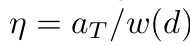 η = a_T/w(d)